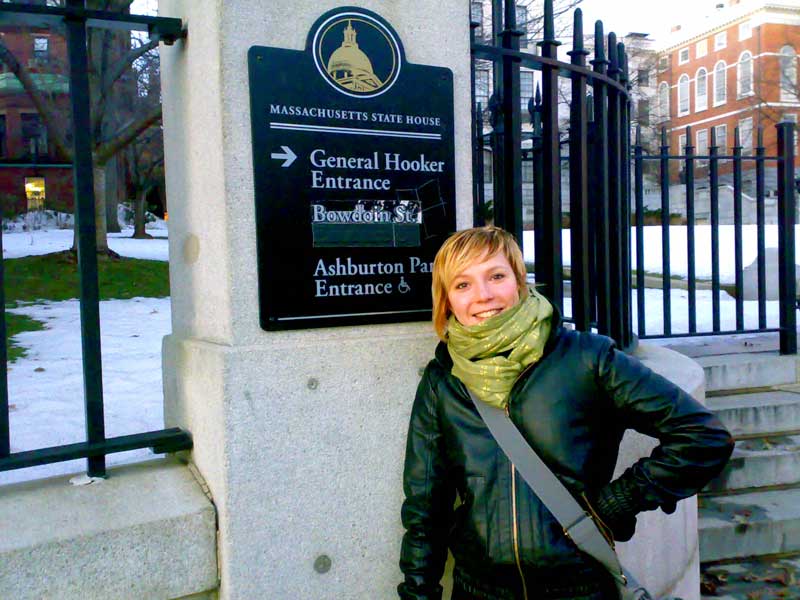 MASSACHUSETTS STATE HOUSE
General Hooker
Entrance
Bowdoin St.
Ashburton Par
Entrance